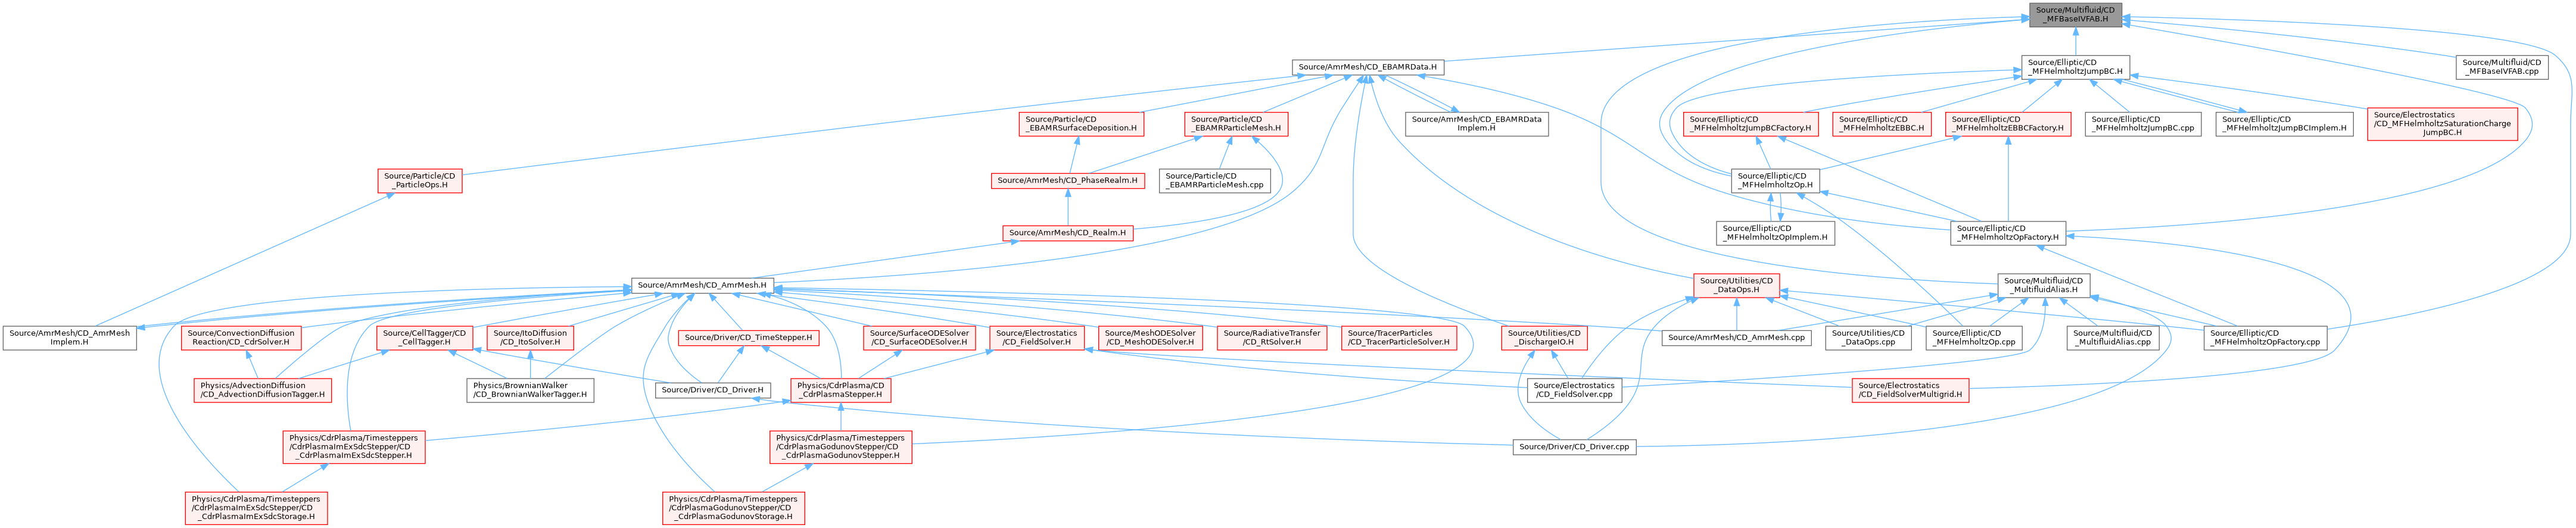 Source/Multifluid/CD
_MFBaseIVFAB.H
Source/AmrMesh/CD_EBAMRData.H
Source/Elliptic/CD
_MFHelmholtzJumpBC.H
Source/Multifluid/CD
_MFBaseIVFAB.cpp
Source/Particle/CD
_EBAMRSurfaceDeposition.H
Source/Particle/CD
_EBAMRParticleMesh.H
Source/AmrMesh/CD_EBAMRData
Implem.H
Source/Elliptic/CD
_MFHelmholtzJumpBCFactory.H
Source/Elliptic/CD
_MFHelmholtzEBBC.H
Source/Elliptic/CD
_MFHelmholtzEBBCFactory.H
Source/Elliptic/CD
_MFHelmholtzJumpBC.cpp
Source/Elliptic/CD
_MFHelmholtzJumpBCImplem.H
Source/Electrostatics
/CD_MFHelmholtzSaturationCharge
JumpBC.H
Source/Particle/CD
_ParticleOps.H
Source/AmrMesh/CD_PhaseRealm.H
Source/Particle/CD
_EBAMRParticleMesh.cpp
Source/Elliptic/CD
_MFHelmholtzOp.H
Source/AmrMesh/CD_Realm.H
Source/Elliptic/CD
_MFHelmholtzOpImplem.H
Source/Elliptic/CD
_MFHelmholtzOpFactory.H
Source/AmrMesh/CD_AmrMesh.H
Source/Utilities/CD
_DataOps.H
Source/Multifluid/CD
_MultifluidAlias.H
Source/AmrMesh/CD_AmrMesh
Implem.H
Source/ConvectionDiffusion
Reaction/CD_CdrSolver.H
Source/CellTagger/CD
_CellTagger.H
Source/ItoDiffusion
/CD_ItoSolver.H
Source/Driver/CD_TimeStepper.H
Source/SurfaceODESolver
/CD_SurfaceODESolver.H
Source/Electrostatics
/CD_FieldSolver.H
Source/MeshODESolver
/CD_MeshODESolver.H
Source/RadiativeTransfer
/CD_RtSolver.H
Source/TracerParticles
/CD_TracerParticleSolver.H
Source/Utilities/CD
_DischargeIO.H
Source/AmrMesh/CD_AmrMesh.cpp
Source/Utilities/CD
_DataOps.cpp
Source/Elliptic/CD
_MFHelmholtzOp.cpp
Source/Multifluid/CD
_MultifluidAlias.cpp
Source/Elliptic/CD
_MFHelmholtzOpFactory.cpp
Physics/AdvectionDiffusion
/CD_AdvectionDiffusionTagger.H
Physics/BrownianWalker
/CD_BrownianWalkerTagger.H
Source/Driver/CD_Driver.H
Physics/CdrPlasma/CD
_CdrPlasmaStepper.H
Source/Electrostatics
/CD_FieldSolver.cpp
Source/Electrostatics
/CD_FieldSolverMultigrid.H
Physics/CdrPlasma/Timesteppers
/CdrPlasmaImExSdcStepper/CD
_CdrPlasmaImExSdcStepper.H
Physics/CdrPlasma/Timesteppers
/CdrPlasmaGodunovStepper/CD
_CdrPlasmaGodunovStepper.H
Source/Driver/CD_Driver.cpp
Physics/CdrPlasma/Timesteppers
/CdrPlasmaImExSdcStepper/CD
_CdrPlasmaImExSdcStorage.H
Physics/CdrPlasma/Timesteppers
/CdrPlasmaGodunovStepper/CD
_CdrPlasmaGodunovStorage.H